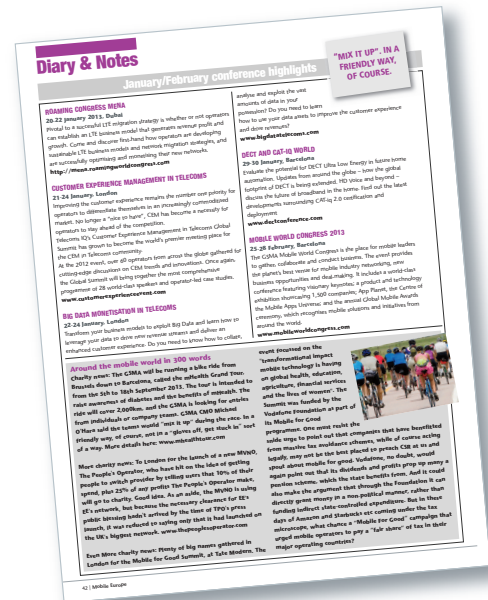 Diary & Notes
January/February conference highlights
"MIX IT UP". IN A
FRIENDLY WAY,
OF COURSE.
ROAMING CONGRESS MENA
20-22 January 2013, Dubai
Pivotal to a successful LTE migration strategy is whether or not operators
can establish an LTE business model that generates revenue profit and
growth. Come and discover first-hand how operators are developing
sustainable LTE business models and network migration strategies, and
are successfully optimising and monetising their new networks.
http://mena.roamingworldcongress.com
CUSTOMER EXPERIENCE MANAGEMENT IN TELECOMS
21-24 January, London
Improving the customer experience remains the number one priority for
operators to differentiate themselves in an increasingly commoditised
market. No longer a "nice to have", CEM has become a necessity for
operators to stay ahead of the competition.
Telecoms IQ's Customer Experience Management in Telecoms Global
Summit has grown to become the world's premier meeting place for
the CEM in Telecoms community.
At the 2012 event, over 60 operators from around the globe gathered for
cutting-edge discussions on CEM trends and innovations. Once again,
the Global Summit will bring together the most comprehensive
programme of 28 world-class speakers and operator-led case studies.
www.customerexperienceevent.com
BIG DATA MONETISATION IN TELECOMS
22-24 January, London
Transform your business models to exploit Big Data and learn how to
leverage your data to drive new revenue streams and deliver an
enhanced customer experience. Do you need to know how to collect,
analyse and exploit the vast
amounts of data in your
possession? Do you need to learn
how to use your data assets to improve the customer experience
and drive revenues?
www.bigdatatelecoms.com
DECT AND CAT-IQ WORLD
29-30 January, Barcelona
Evaluate the potential for DECT Ultra Low Energy in future home
automation. Updates from around the globe – how the global
footprint of DECT is being extended, HD Voice and beyond –
discuss the future of broadband in the home. Find out the latest
developments surrounding CAT-iq 2.0 certification and
deployment
www.dectconference.com
MOBILE WORLD CONGRESS 2013
25-28 February, Barcelona
The GSMA Mobile World Congress is the place for mobile leaders
to gather, collaborate and conduct business. The event provides
the planet's best venue for mobile industry networking, new
business opportunities and deal-making. It includes a world-class
conference featuring visionary keynotes; a product and technology
exhibition showcasing 1,500 companies; App Planet, the Centre of
the Mobile Apps Universe; and the annual Global Mobile Awards
ceremony, which recognises mobile solutions and initiatives from
around the world.
www.mobileworldcongress.com
Around the mobile world in 300 words
Charity news: The GSMA will be running a bike ride from
Brussels down to Barcelona, called the mHealth Grand Tour.
from the 5th to 18th September 2013. The tour is intended to
raise awareness of diabetes and the benefits of mHealth. The
ride will cover 2,000km, and the GSMA is looking for entries
from individuals or company teams. GSMA CMO Michael
O'Hara said the teams would "mix it up" during the race. In a
friendly way, of course, not in a "gloves off, get stuck in" sort
of a way. More details here: www.mhealthtour.com
More charity news: To London for the launch of a new MVNO,
The People's Operator, who have hit on the idea of getting
people to switch provider by telling users that 10% of their
spend, plus 25% of any profits The People's Operator make,
will go to charity. Good idea. As an aside, the MVNO is using
EE's network, but because the necessary clearance for EE's
public blessing hadn't arrived by the time of TPO's press
launch, it was reduced to saying only that it had launched on
the UK's biggest network. www.thepeoplesoperator.com
Even More charity news: Plenty of big names gathered in
London for the Mobile for Good Summit, at Tate Modern. The
event focussed on the
'transformational impact
mobile technology is having
on global health, education,
agriculture, financial services
and the lives of women'. The
Summit was funded by the
Vodafone Foundation as part of
its Mobile for Good
programme. One must resist the
snide urge to point out that companies that have benefitted
from massive tax avoidance schemes, while of course acting
legally, may not be the best placed to preach CSR at us and
spout about mobile for good. Vodafone, no doubt, would
again point out that its dividends and profits prop up many a
pension scheme, which the state benefits from. And it could
also make the argument that through the Foundation it can
directly grant money in a non-political manner, rather than
funding indirect state-controlled expenditure. But in these
days of Amazon and Starbucks etc coming under the tax
microscope, what chance a "Mobile For Good" campaign that
urged mobile operators to pay a "fair share" of tax in their
major operating countries?
42 | Mobile Europe